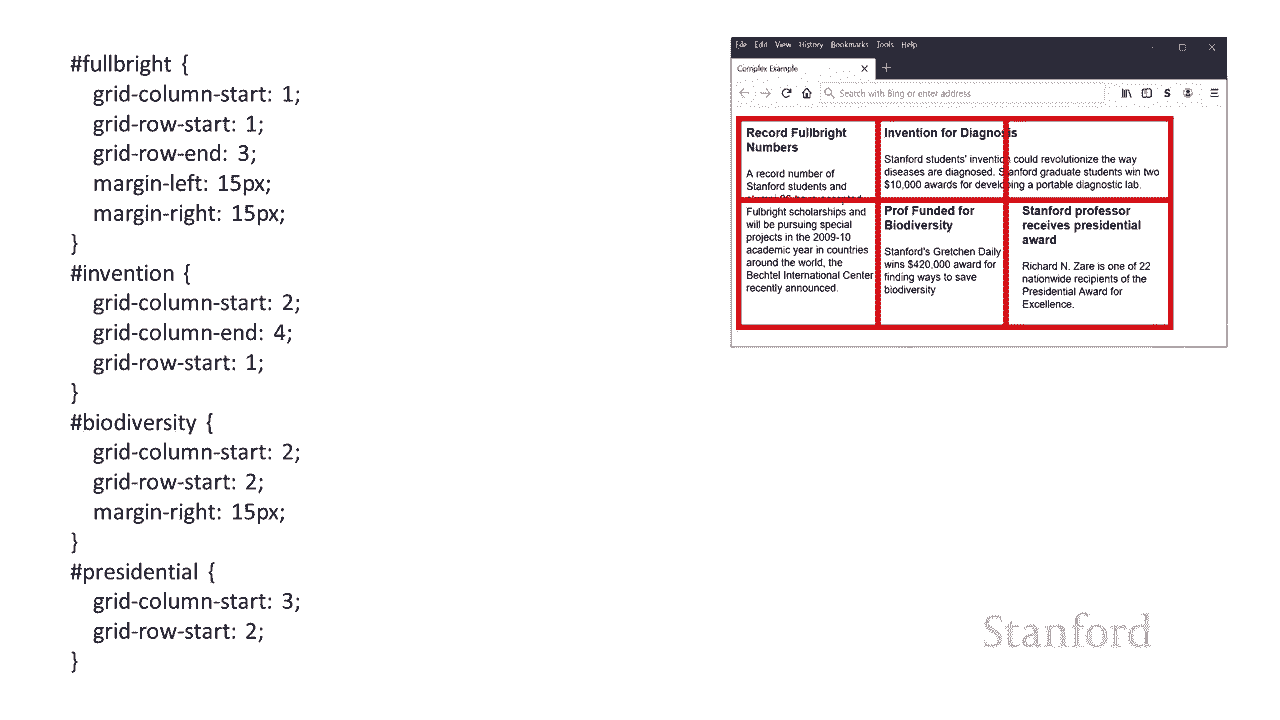 #fullbright {
grid-column-start: 1;
grid-row-start: 1;
grid-row-end: 3;
margin-left: 15px;
margin-right: 15px;
}
#invention {
grid-column-start: 2;
grid-column-end: 4;
grid-row-start: 1;
}
#biodiversity {
grid-column-start: 2;
grid-row-start: 2;
margin-right: 15px;
}
#presidential {
grid-column-start: 3;
grid-row-start: 2;
}
File Edit View History Bookmarks Tools Help
Complex Example
Search with Bing or enter address
Record Fullbright
Numbers
A record number of
Stanford students and
Fulbright scholarships and
will be pursuing special
projects in the 2009-10
academic year in countries
around the world, the
Bechtel International Center
recently announced.
Invention for Diagnosis
Stanford students' invention could revolutionize the way
diseases are diagnosed. Stanford graduate students win two
$10,000 awards for developing a portable diagnostic lab.
Prof Funded for
Biodiversity
Stanford's Gretchen Daily
wins $420,000 award for
finding ways to save
biodiversity
Stanford professor
receives presidential
award
Richard N. Zare is one of 22
nationwide recipients of the
Presidential Award for
Excellence.
Stanford